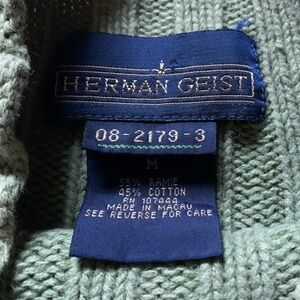 HERMAN GEIST
08-2179-3
M
55% RAMIE
45% COTTON
RN 107444
MADE IN MACAU
SEE REVERSE FOR CARE